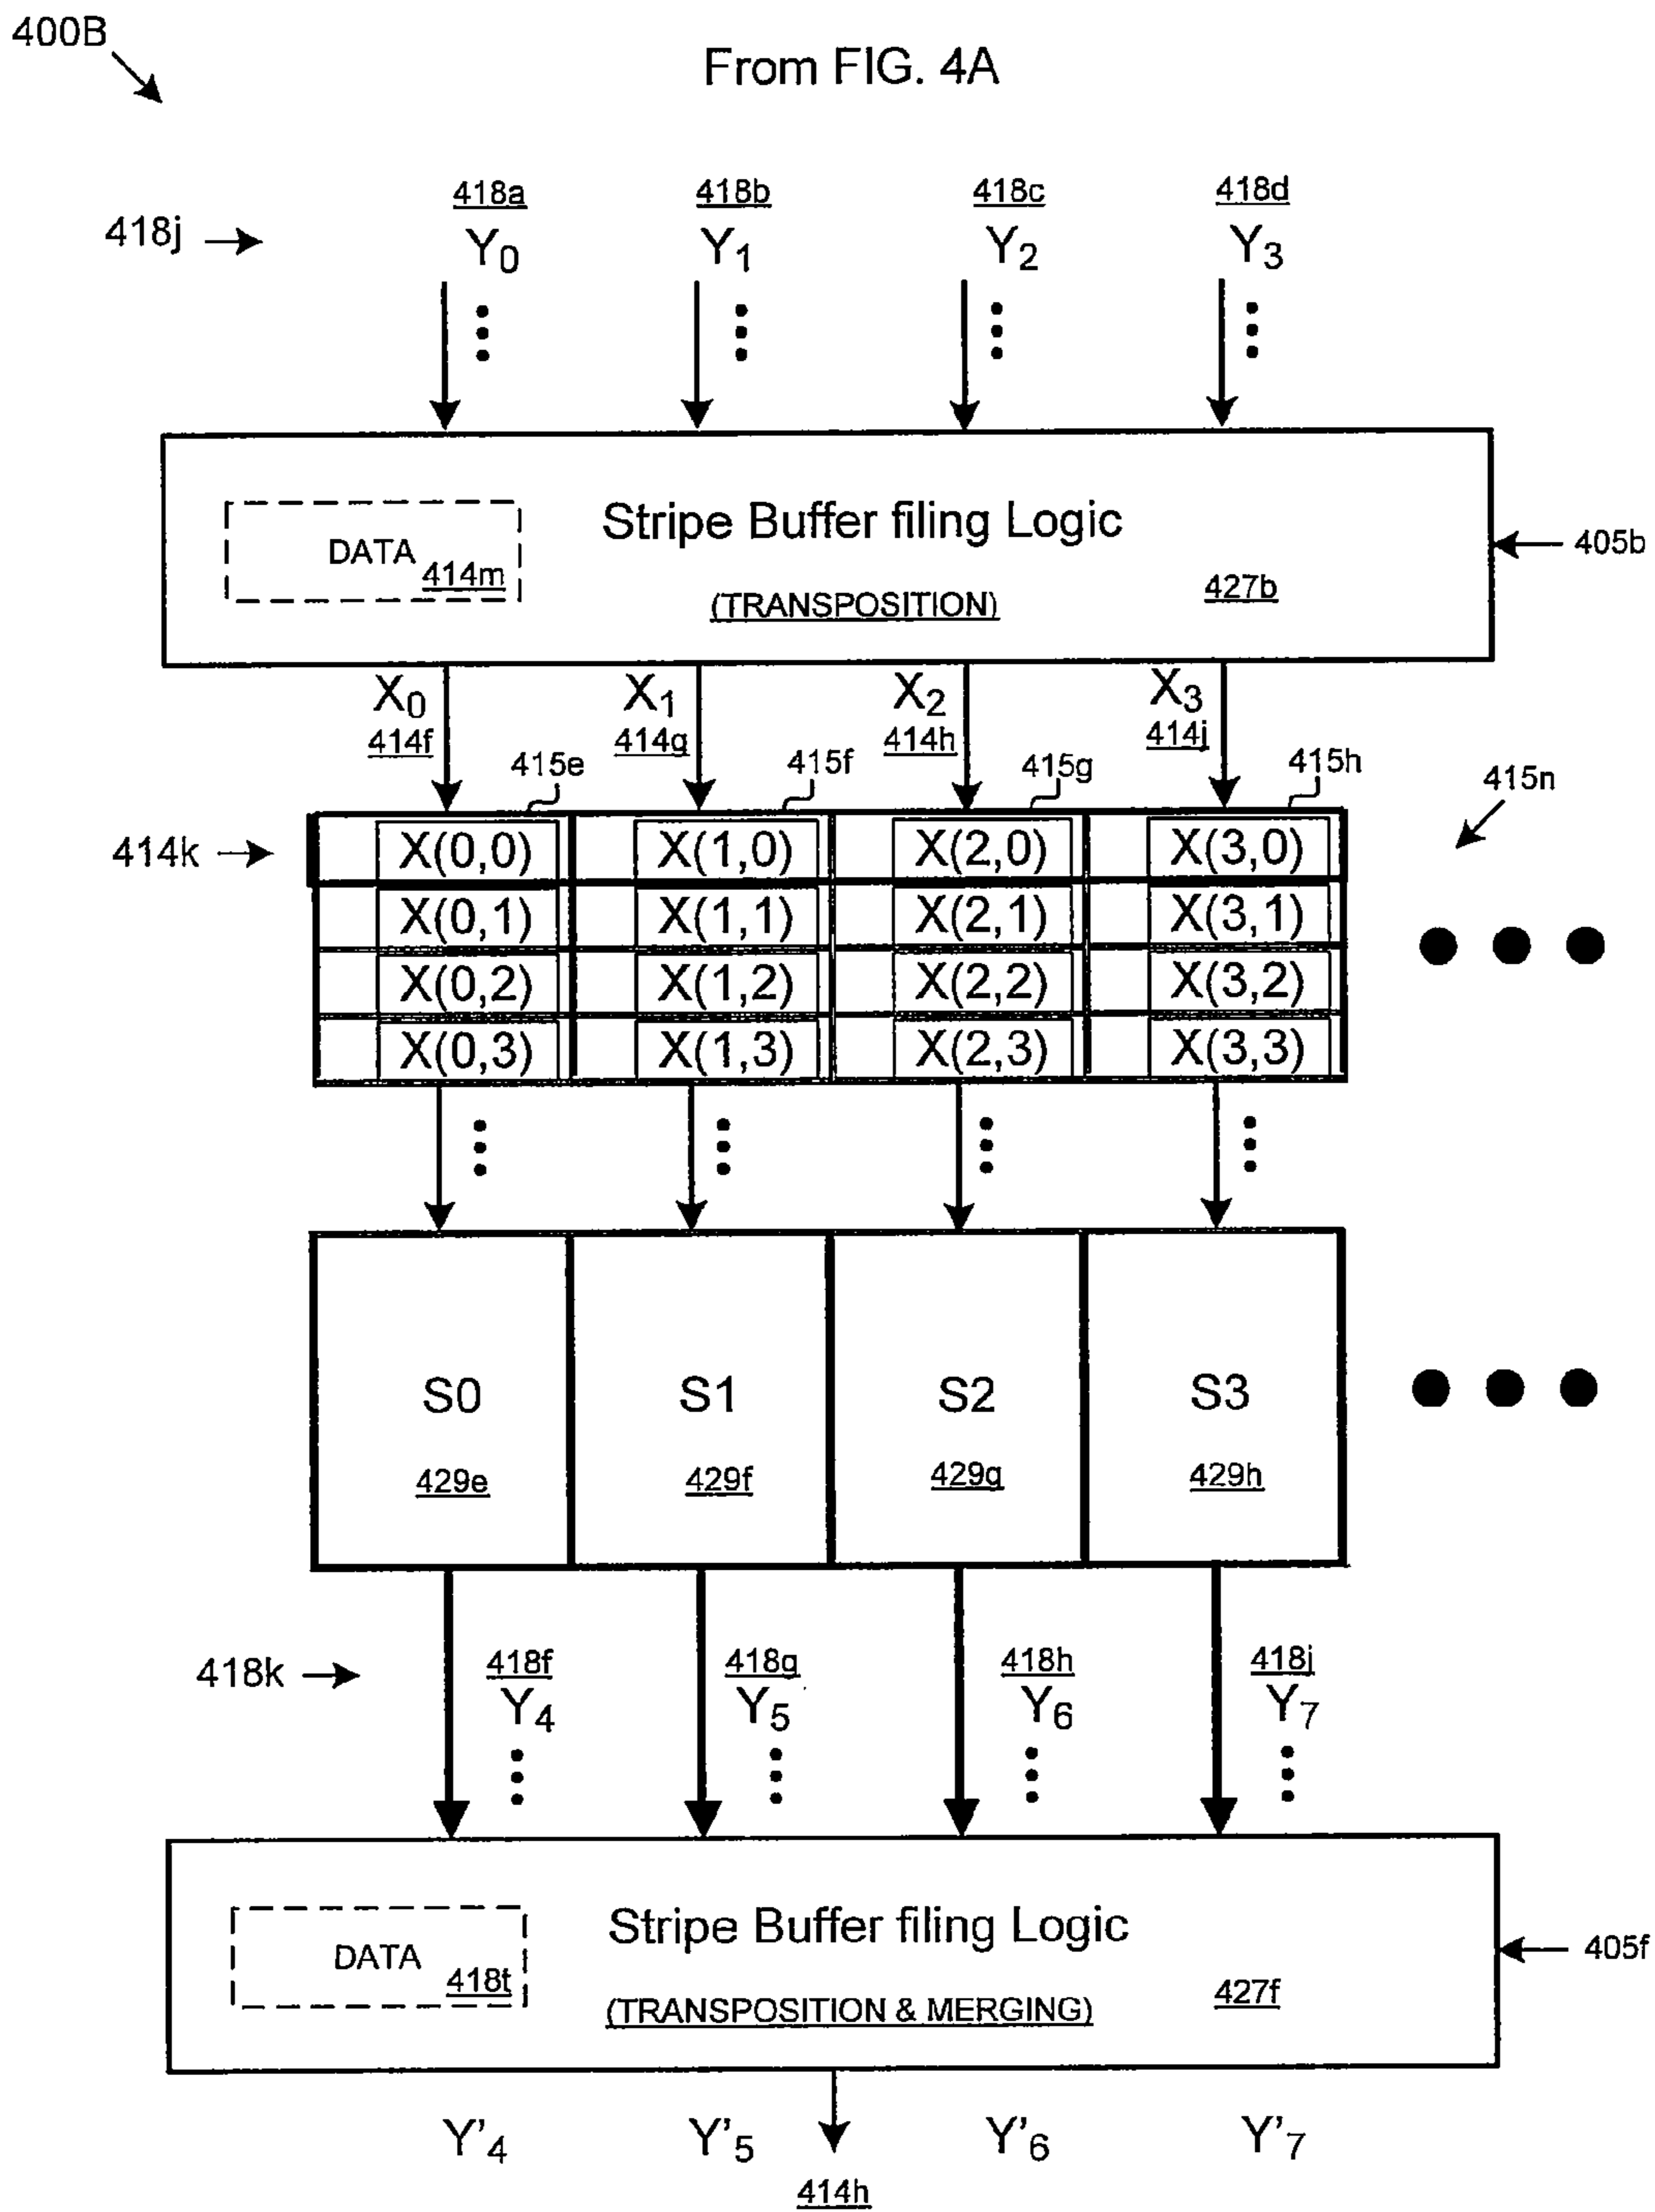 400B
From FIG. 4A
418a 418b 418c 418d
418j
Y0 Y1 Y2 Y3
Stripe Buffer filing Logic
DATA
414m
(TRANSPOSITION)
427b
405b
X0 X1 X2 X3
414f 414g 414h 414j
415e 415f 415g 415h
415n
414k
X(0,0) X(1,0) X(2,0) X(3,0)
X(0,1) X(1,1) X(2,1) X(3,1)
X(0,2) X(1,2) X(2,2) X(3,2)
X(0,3) X(1,3) X(2,3) X(3,3)
S0 S1 S2 S3
429e 429f 429g 429h
418k
418f 418g 418h 418j
Y4 Y5 Y6 Y7
Stripe Buffer filing Logic
DATA
418t
(TRANSPOSITION & MERGING)
427f
405f
Y'4 Y'5 Y'6 Y'7
414h